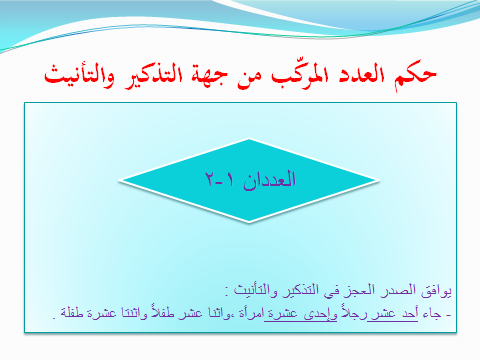 حكم العدد المركّب من جهة التذكير والتأنيث
العددان ١-٢
يوافق الصدر العجز في التذكير والتأنيث :
- جاء أحد عشر رجلاً وإحدى عشرة امرأة ،واثنا عشر طفلاً واثنتا عشرة طفلة .